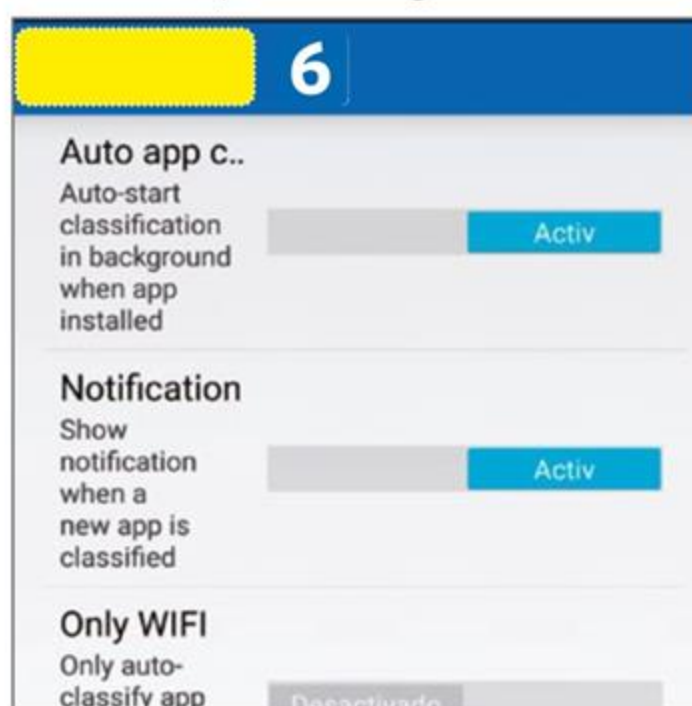 6
Auto app c..
Auto-start
classification
in background
when app
installed
Activ
Notification
Show
notification
when a
new app is
classified
Activ
Only WIFI
Only auto-
classify app
Desactivado